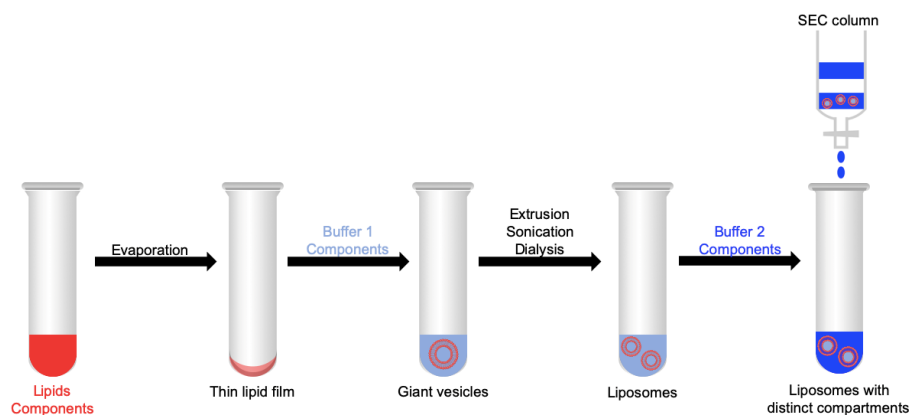 SEC column
Evaporation
Buffer 1
Components
Extrusion
Sonication
Dialysis
Buffer 2
Components
Lipids
Components
Thin lipid film
Giant vesicles
Liposomes
Liposomes with
distinct compartments